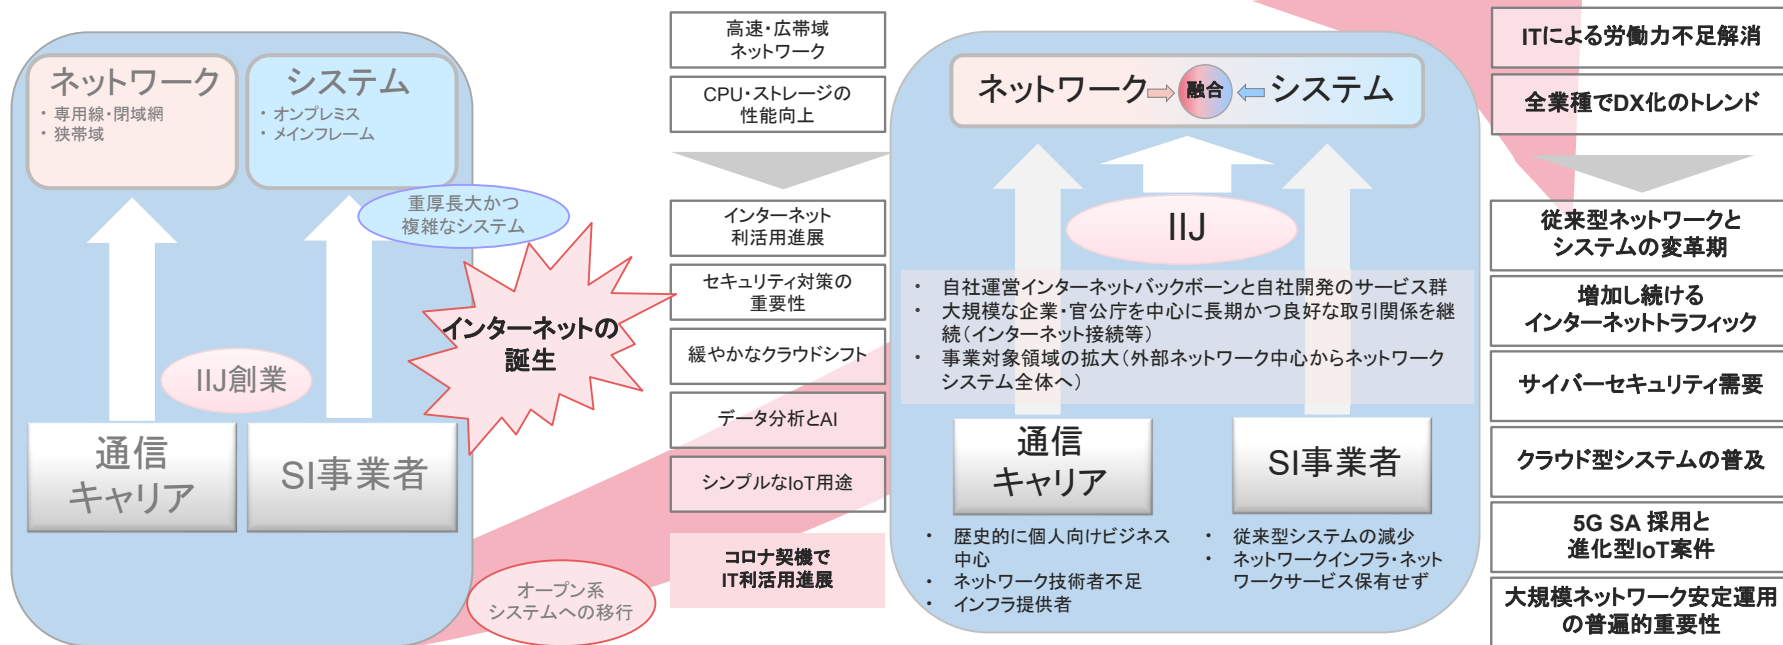 ネットワーク
・ 専用線・閉域網
・ 狭帯域
システム
・ オンプレミス
・ メインフレーム
重厚長大かつ
複雑なシステム
インターネットの
誕生
IIJ創業
通信
キャリア
SI事業者
オープン系
システムへの移行
高速・広帯域
ネットワーク
CPU・ストレージの
性能向上
インターネット
利活用進展
セキュリティ対策の
重要性
緩やかなクラウドシフト
データ分析とAI
シンプルなIoT用途
コロナ契機で
IT利活用進展
ネットワーク
融合
システム
IIJ
・ 自社運営インターネットバックボーンと自社開発のサービス群
・ 大規模な企業・官公庁を中心に長期かつ良好な取引関係を継
続(インターネット接続等)
・ 事業対象領域の拡大(外部ネットワーク中心からネットワーク
システム全体へ)
通信
キャリア
SI事業者
・ 歴史的に個人向けビジネス
中心
・ ネットワーク技術者不足
・ インフラ提供者
・ 従来型システムの減少
・ ネットワークインフラ・ネット
ワークサービス保有せず
ITによる労働力不足解消
全業種でDX化のトレンド
従来型ネットワークと
システムの変革期
増加し続ける
インターネットトラフィック
サイバーセキュリティ需要
クラウド型システムの普及
5G SA 採用と
進化型IoT案件
大規模ネットワーク安定運用
の普遍的重要性